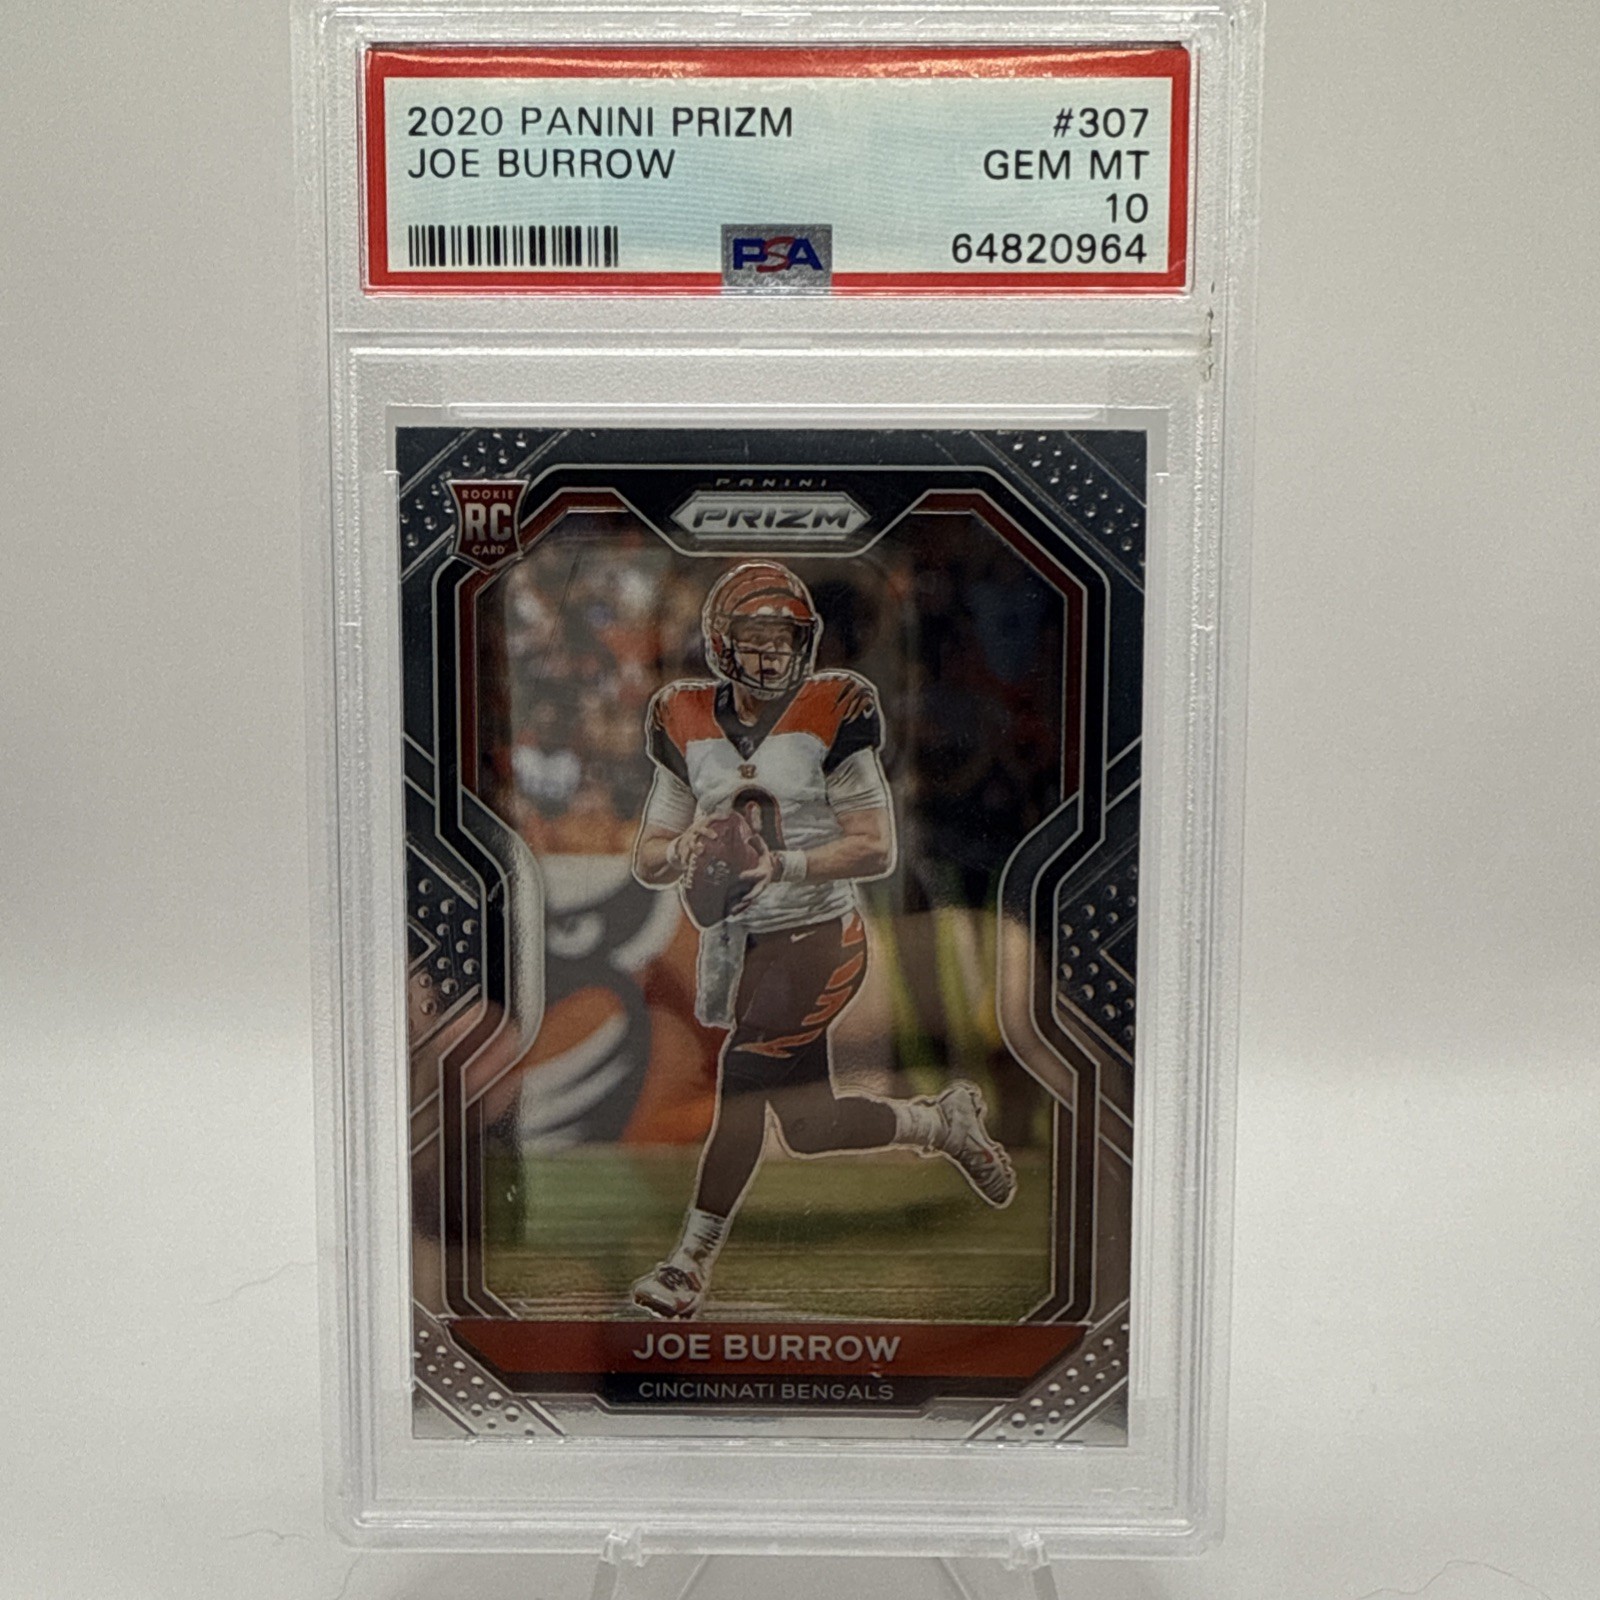 2020 PANINI PRIZM #307
JOE BURROW GEM MT
10
PSA 64820964
ROOKIE
RC
CARD
PANINI
PRIZM
JOE BURROW
CINCINNATI BENGALS